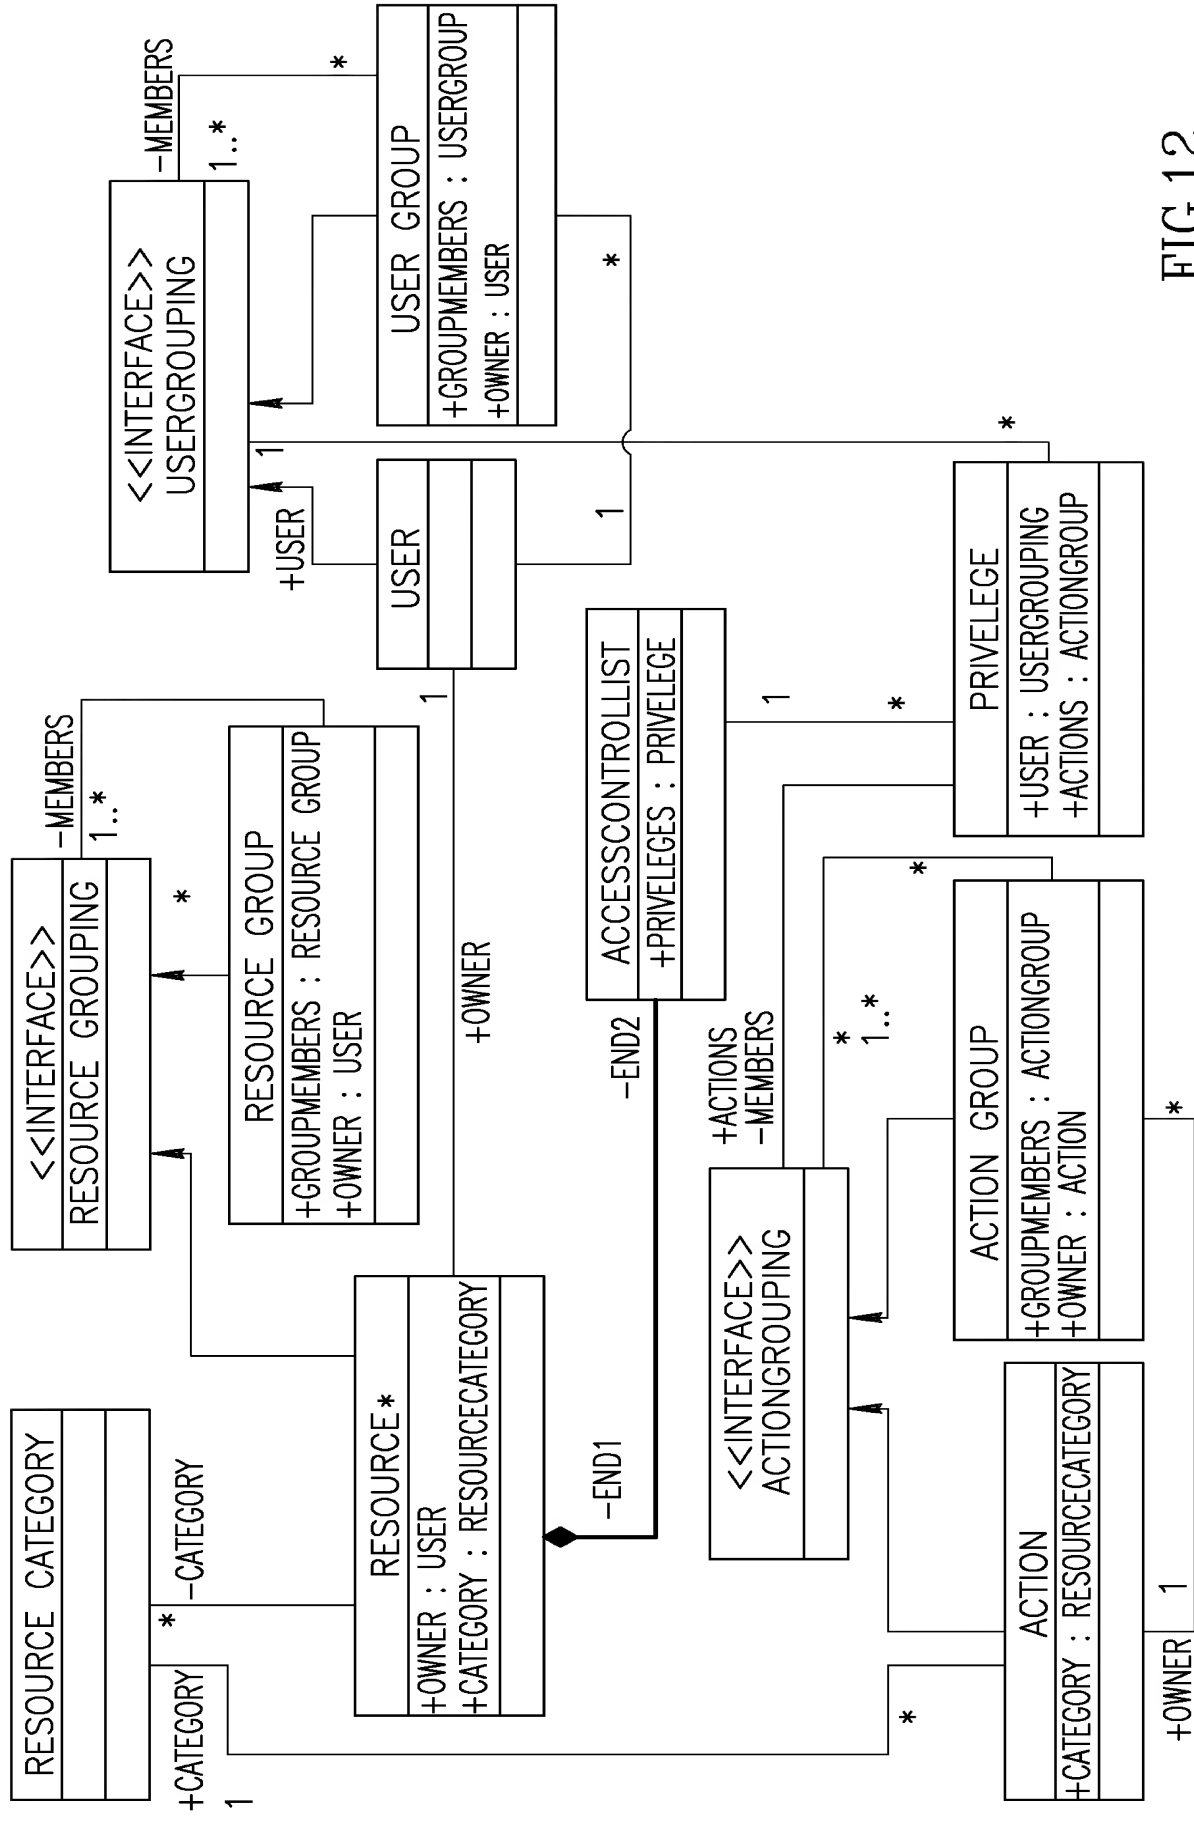 RESOURCE CATEGORY
+CATEGORY
1
*
-CATEGORY
<<INTERFACE>>
RESOURCE GROUPING
-MEMBERS
1..*
*
RESOURCE GROUP
+GROUPMEMBERS : RESOURCE GROUP
+OWNER : USER
<<INTERFACE>>
USERGROUPING
-MEMBERS
1..*
*
+USER
1
RESOURCE*
+OWNER : USER
+CATEGORY : RESOURCECATEGORY
+OWNER
1
USER
USER GROUP
+GROUPMEMBERS : USERGROUP
+OWNER : USER
1
*
-END1
-END2
ACCESSCONTROLLIST
+PRIVELEGES : PRIVELEGE
1
*
*
<<INTERFACE>>
ACTIONGROUPING
+ACTIONS
-MEMBERS
*
1..*
*
*
ACTION
+CATEGORY : RESOURCECATEGORY
ACTION GROUP
+GROUPMEMBERS : ACTIONGROUP
+OWNER : ACTION
PRIVELEGE
+USER : USERGROUPING
+ACTIONS : ACTIONGROUP
+OWNER
1
*
FIG.12